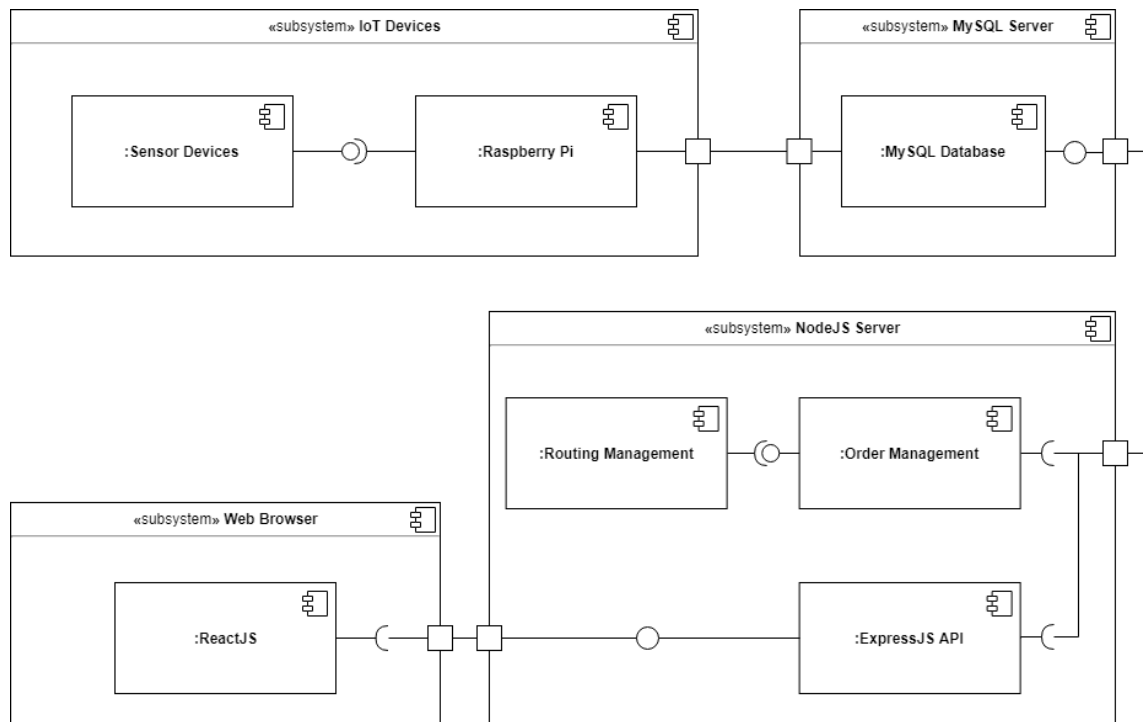 «subsystem» IoT Devices
«subsystem» MySQL Server
:Sensor Devices
:Raspberry Pi
:MySQL Database
«subsystem» NodeJS Server
:Routing Management
:Order Management
«subsystem» Web Browser
:ReactJS
:ExpressJS API